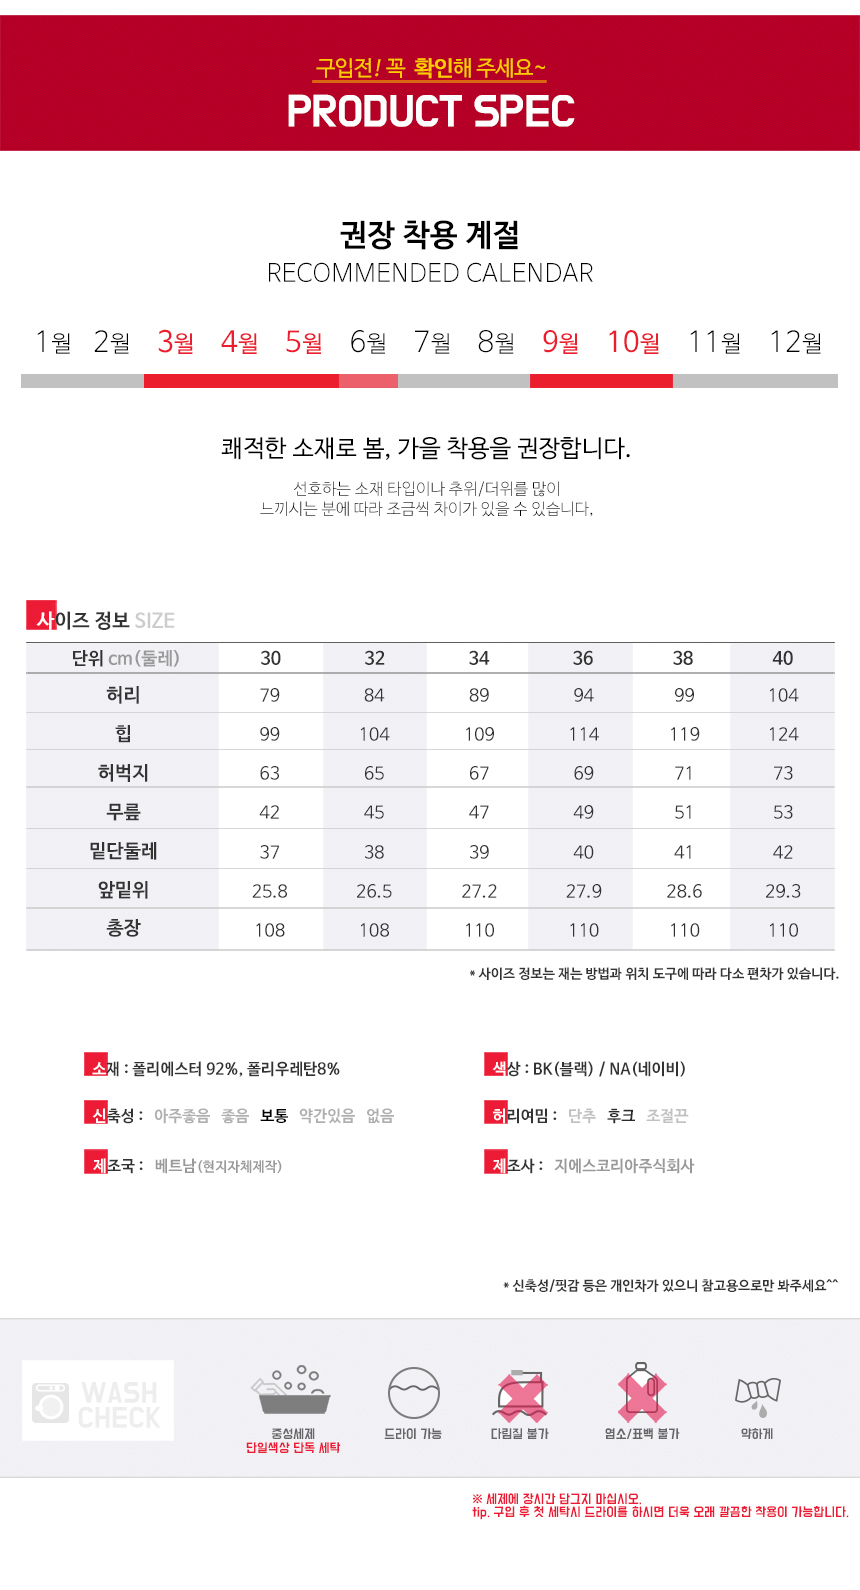 구입전! 꼭 확인해 주세요~
PRODUCT SPEC
권장 착용 계절
RECOMMENDED CALENDAR
1월 2월 3월 4월 5월 6월 7월 8월 9월 10월 11월 12월
쾌적한 소재로 봄, 가을 착용을 권장합니다.
선호하는 소재 타입이나 추위/더위를 많이
느끼시는 분에 따라 조금씩 차이가 있을 수 있습니다.
사이즈 정보 SIZE
단위 cm(둘레) 30 32 34 36 38 40
허리 79 84 89 94 99 104
힙 99 104 109 114 119 124
허벅지 63 65 67 69 71 73
무릎 42 45 47 49 51 53
밑단둘레 37 38 39 40 41 42
앞밑위 25.8 26.5 27.2 27.9 28.6 29.3
총장 108 108 110 110 110 110
* 사이즈 정보는 재는 방법과 위치 도구에 따라 다소 편차가 있습니다.
소재 : 폴리에스터 92%, 폴리우레탄8% 색상 : BK(블랙) / NA(네이비)
신축성 : 아주좋음 좋음 보통 약간있음 없음 허리여밈 : 단추 후크 조절끈
제조국 : 베트남(현지자체제작) 제조사 : 지에스코리아주식회사
* 신축성/핏감 등은 개인차가 있으니 참고용으로만 봐주세요^^
WASH
CHECK
중성세제 드라이 가능 다림질 불가 염소/표백 불가 약하게
단일색상 단독 세탁
※ 세제에 장시간 담그지 마십시오.
tip. 구입 후 첫 세탁시 드라이를 하시면 더욱 오래 깔끔한 착용이 가능합니다.